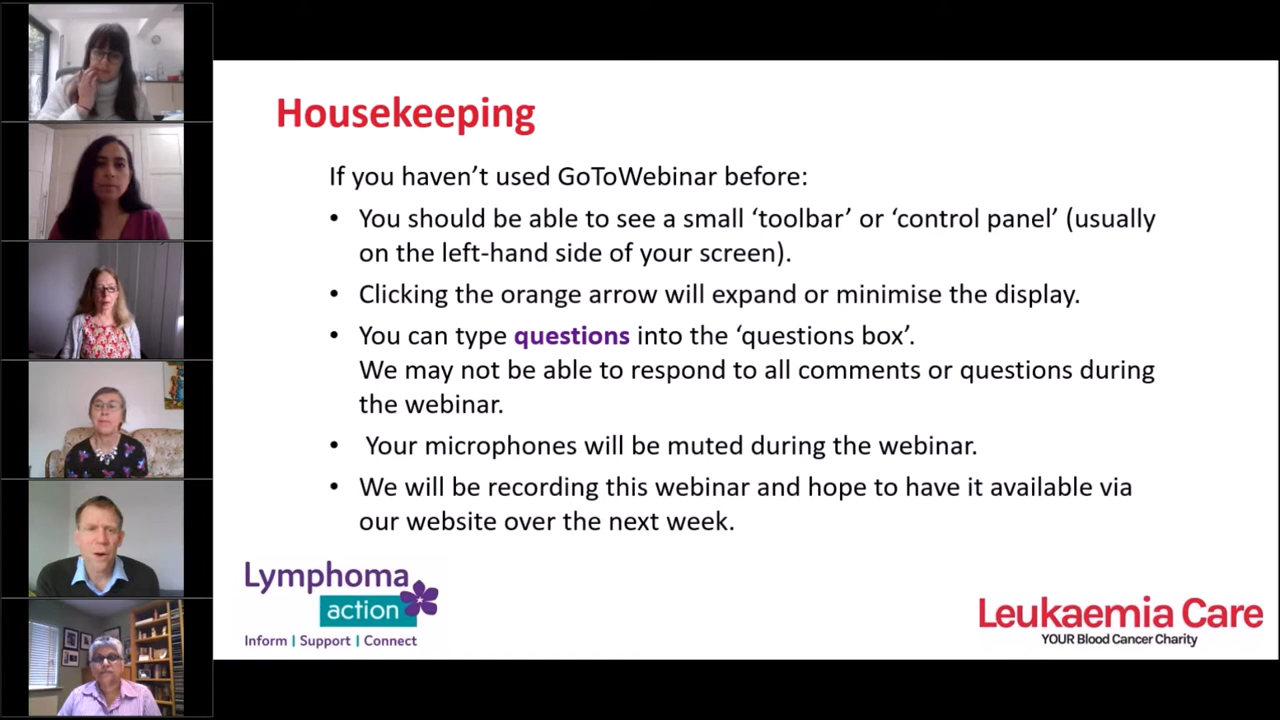 Housekeeping
If you haven’t used GoToWebinar before:
• You should be able to see a small ‘toolbar’ or ‘control panel’ (usually
on the left-hand side of your screen).
• Clicking the orange arrow will expand or minimise the display.
• You can type questions into the ‘questions box’.
We may not be able to respond to all comments or questions during
the webinar.
• Your microphones will be muted during the webinar.
• We will be recording this webinar and hope to have it available via
our website over the next week.
Lymphoma
action
Inform | Support | Connect
Leukaemia Care
YOUR Blood Cancer Charity